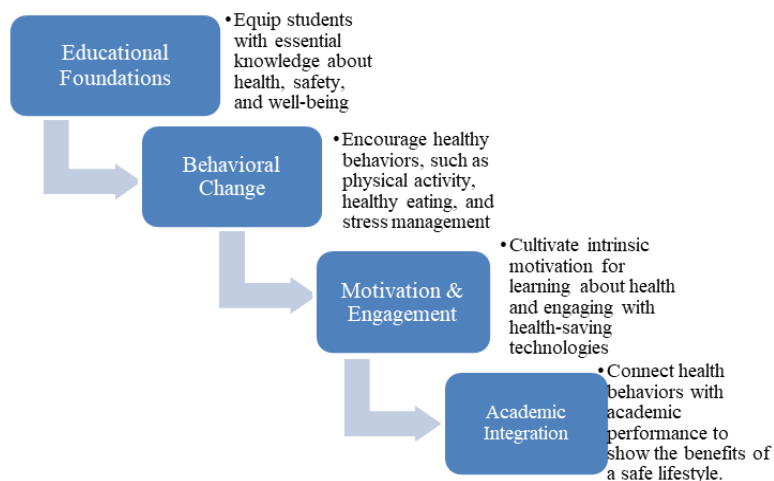 Educational
Foundations
•Equip students
with essential
knowledge about
health, safety,
and well-being
Behavioral
Change
•Encourage healthy
behaviors, such as
physical activity,
healthy eating, and
stress management
Motivation &
Engagement
•Cultivate intrinsic
motivation for
learning about health
and engaging with
health-saving
technologies
Academic
Integration
•Connect health
behaviors with
academic
performance to
show the benefits of
a safe lifestyle.